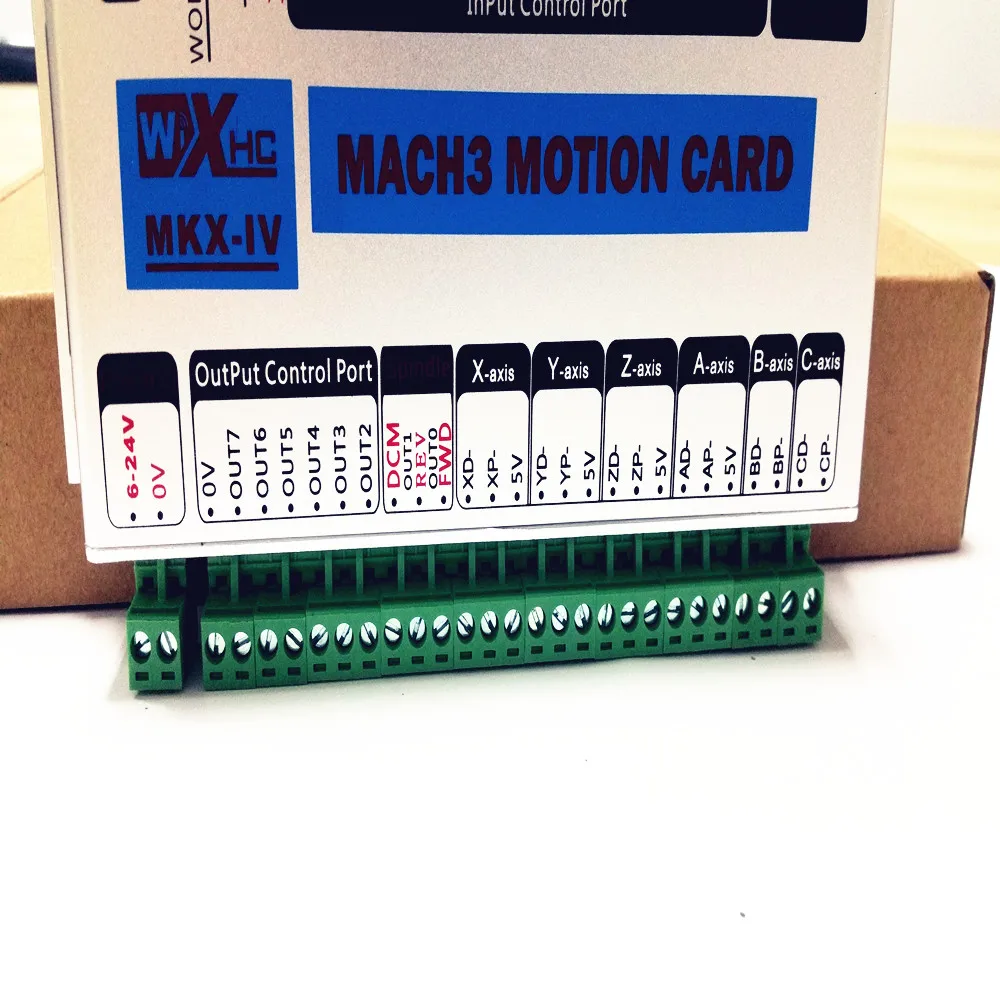 InPut Control Port
WiXHC
MKX-IV
MACH3 MOTION CARD
OutPut Control Port
Spindle
X-axis
Y-axis
Z-axis
A-axis
B-axis
C-axis
6-24V
0V
0V
OUT7
OUT6
OUT5
OUT4
OUT3
OUT2
DCM
OUT1
REV
OUT0
FWD
XD-
XP-
5V
YD-
YP-
5V
ZD-
ZP-
5V
AD-
AP-
5V
BD-
BP-
CD-
CP-